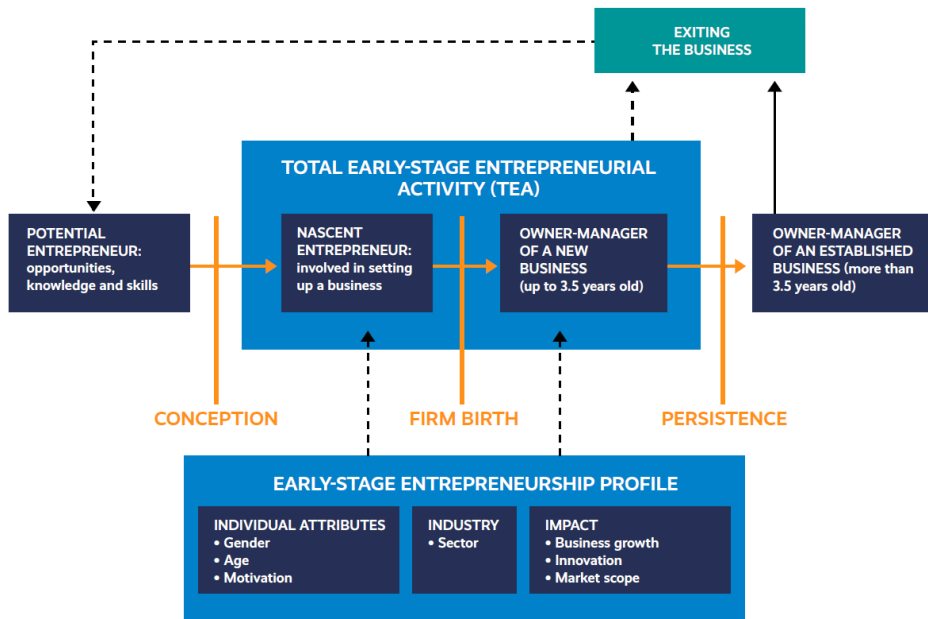 EXITING
THE BUSINESS
TOTAL EARLY-STAGE ENTREPRENEURIAL
ACTIVITY (TEA)
POTENTIAL
ENTREPRENEUR:
opportunities,
knowledge and skills
NASCENT
ENTREPRENEUR:
involved in setting
up a business
OWNER-MANAGER
OF A NEW
BUSINESS
(up to 3.5 years old)
OWNER-MANAGER
OF AN ESTABLISHED
BUSINESS (more than
3.5 years old)
CONCEPTION
FIRM BIRTH
PERSISTENCE
EARLY-STAGE ENTREPRENEURSHIP PROFILE
INDIVIDUAL ATTRIBUTES
• Gender
• Age
• Motivation
INDUSTRY
• Sector
IMPACT
• Business growth
• Innovation
• Market scope